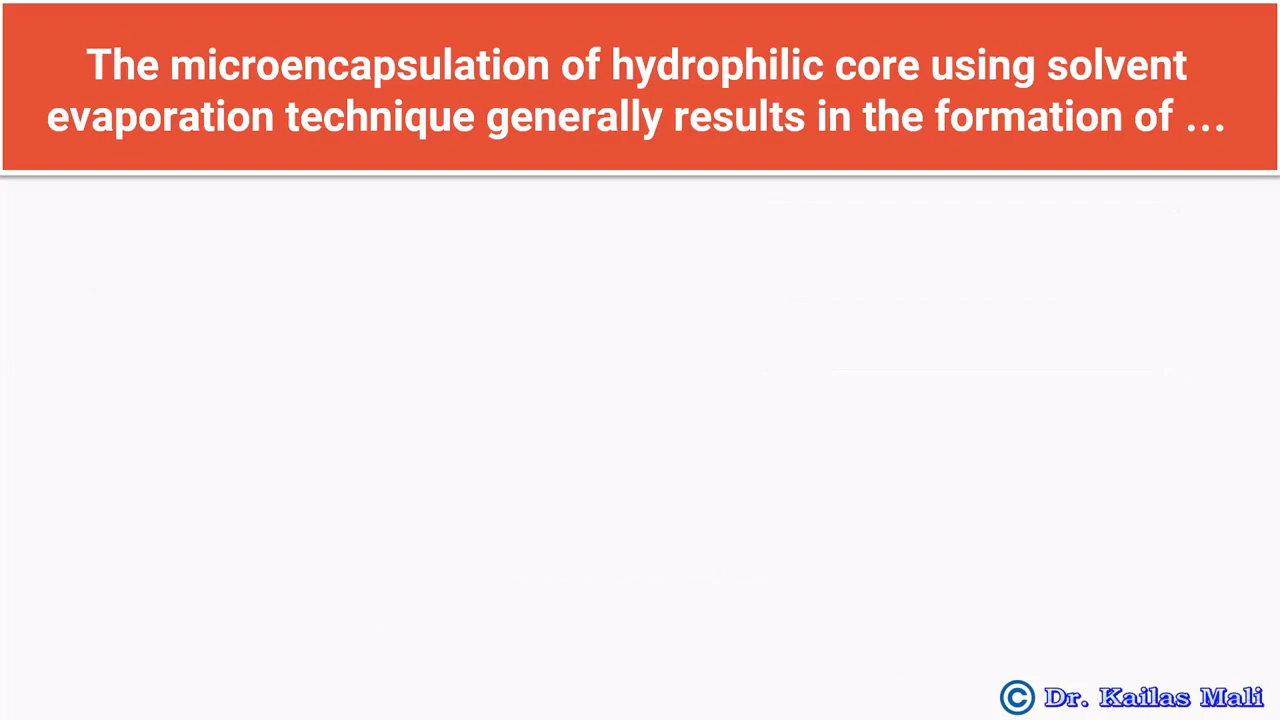 The microencapsulation of hydrophilic core using solvent
evaporation technique generally results in the formation of ...
© Dr. Kailas Mali